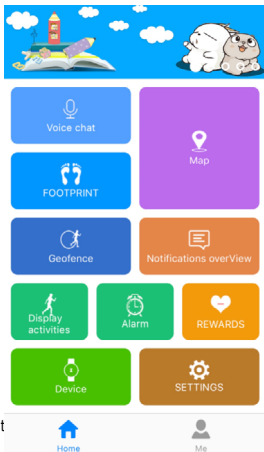 Voice chat
Map
FOOTPRINT
Geofence
Notifications overView
Display
activities
Alarm
REWARDS
Device
SETTINGS
t
Home
Me